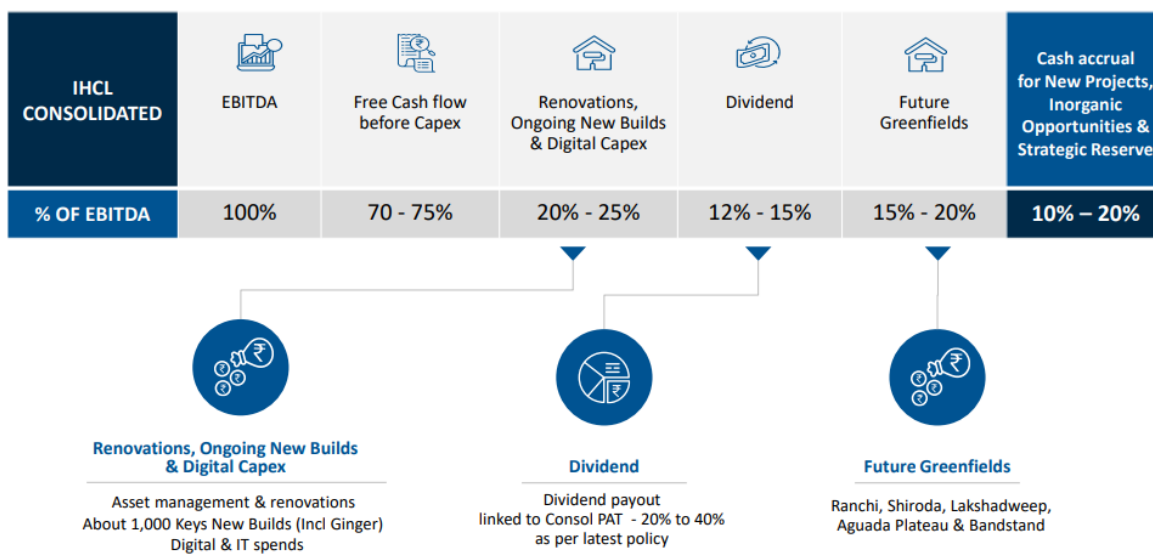 IHCL
CONSOLIDATED
EBITDA
Free Cash flow
before Capex
Renovations,
Ongoing New Builds
& Digital Capex
Dividend
Future
Greenfields
Cash accrual
for New Projects,
Inorganic
Opportunities &
Strategic Reserve
% OF EBITDA
100%
70 - 75%
20% - 25%
12% - 15%
15% - 20%
10% – 20%
Renovations, Ongoing New Builds
& Digital Capex
Asset management & renovations
About 1,000 Keys New Builds (Incl Ginger)
Digital & IT spends
Dividend
Dividend payout
linked to Consol PAT - 20% to 40%
as per latest policy
Future Greenfields
Ranchi, Shiroda, Lakshadweep,
Aguada Plateau & Bandstand